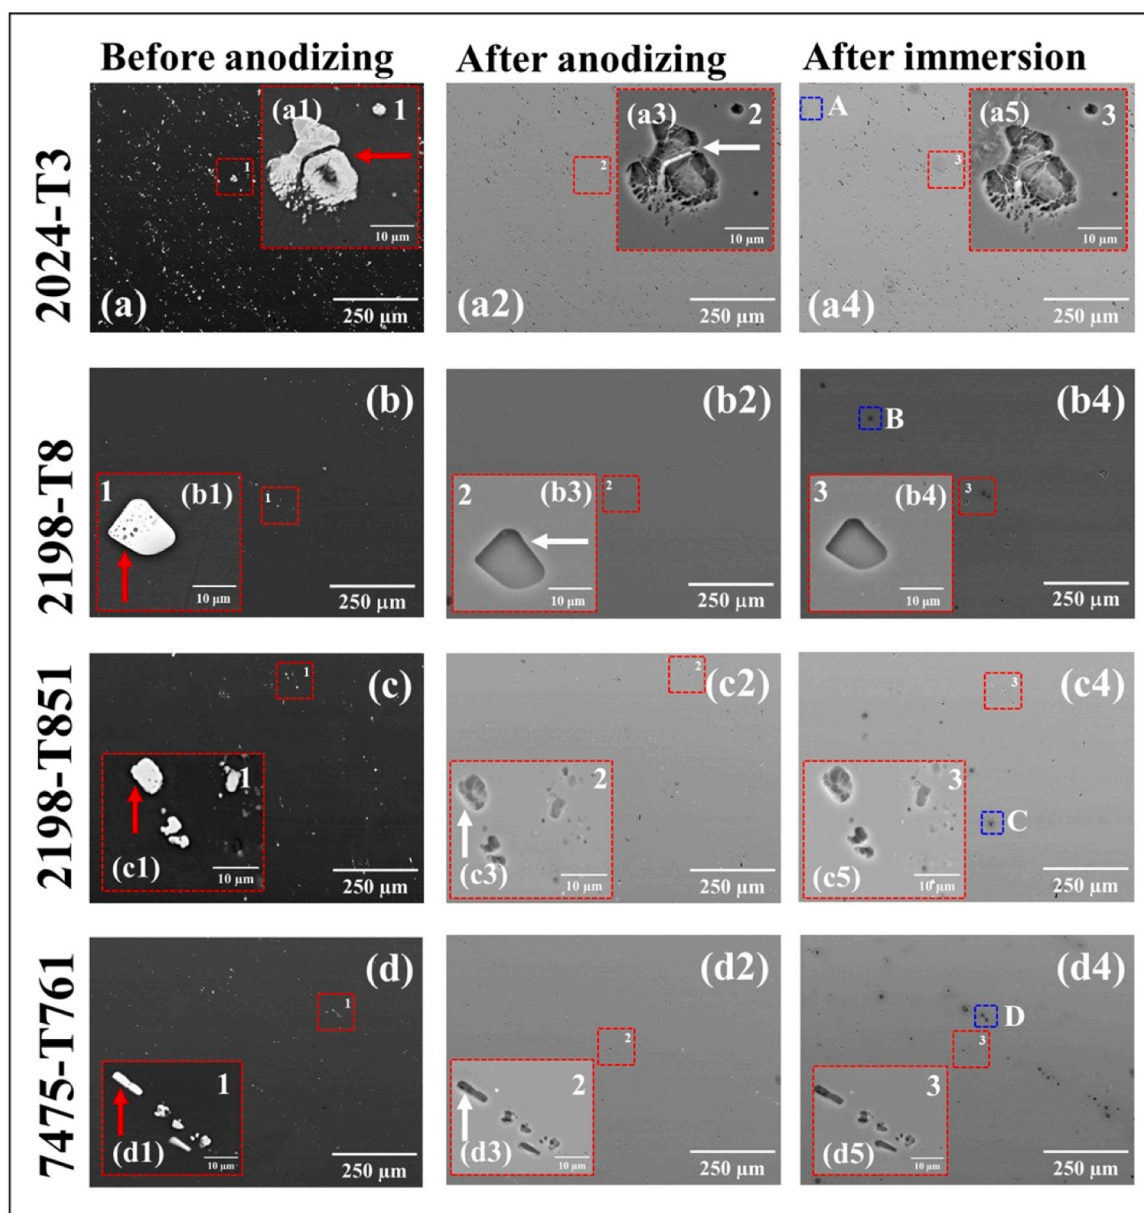 Before anodizing
After anodizing
After immersion
2024-T3
(a1)
1
1
10 µm
(a)
250 µm
(a3)
2
2
10 µm
(a2)
250 µm
A
(a5)
3
3
10 µm
(a4)
250 µm
2198-T8
(b)
1
1
(b1)
10 µm
250 µm
(b2)
2
2
(b3)
10 µm
250 µm
B
(b4)
3
3
(b4)
10 µm
250 µm
2198-T851
1
(c)
1
(c1)
10 µm
250 µm
2
(c2)
2
(c3)
10 µm
250 µm
3
(c4)
3
C
(c5)
10 µm
250 µm
7475-T761
(d)
1
1
(d1)
10 µm
250 µm
(d2)
2
2
(d3)
10 µm
250 µm
(d4)
D
3
3
(d5)
10 µm
250 µm